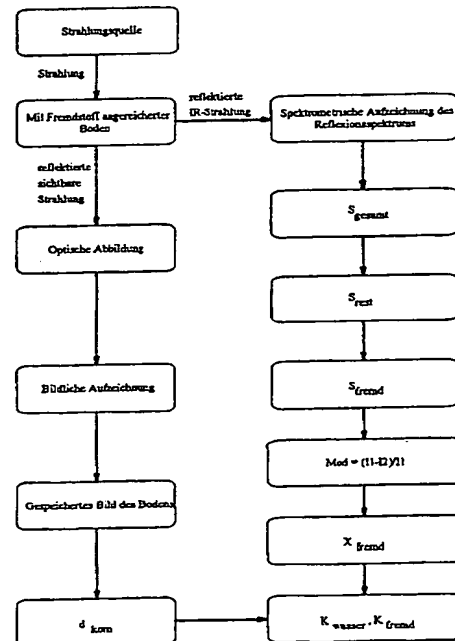 Strahlungsquelle
Strahlung
Mit Fremdstoff angereicherter
Boden
reflektierte
IR-Strahlung
Spektrometrische Aufzeichnung des
Reflexionsspektrums
reflektierte
sichtbare
Strahlung
Optische Abbildung
S gesamt
S rest
Bildliche Aufzeichnung
S fremd
Mod = (I1-I2)/I1
Gespeichertes Bild des Bodens
X fremd
d korn
K wasser, K fremd